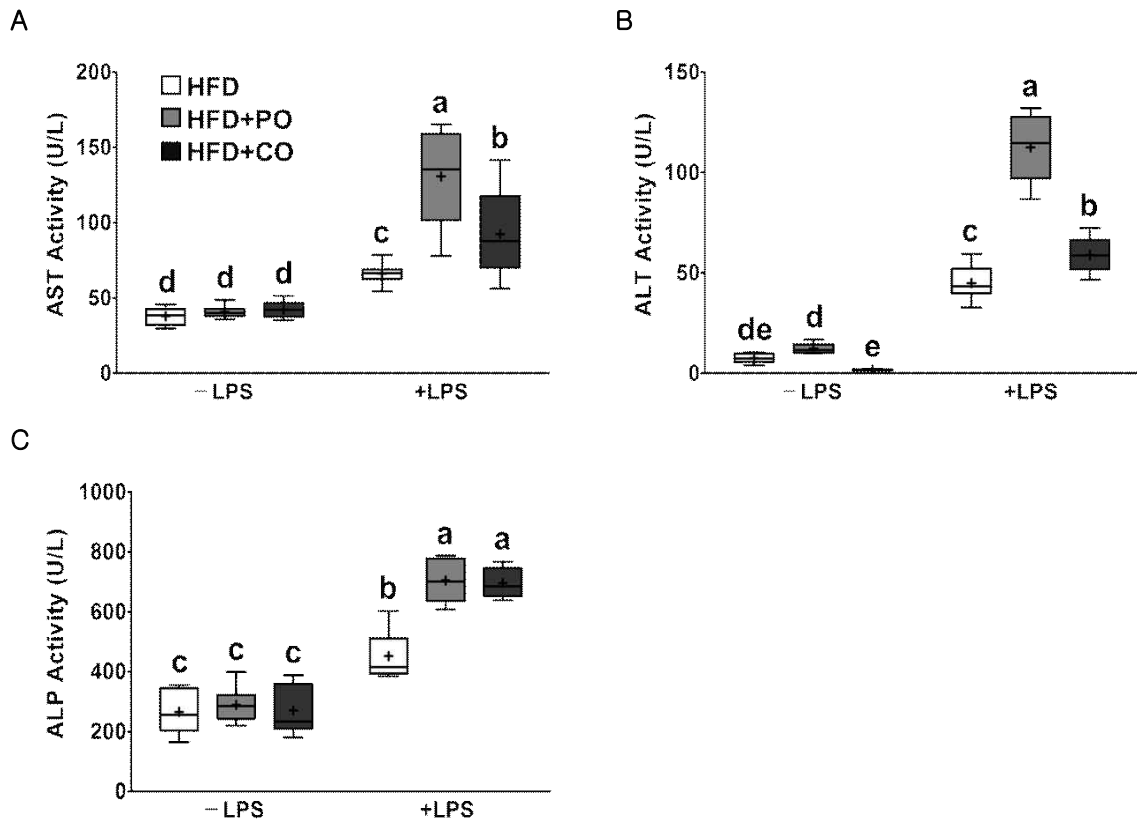 A
AST Activity (U/L)
200
150
100
50
0
HFD
HFD+PO
HFD+CO
d
d
d
c
a
b
−LPS
+LPS
B
ALT Activity (U/L)
150
100
50
0
de
d
e
c
a
b
−LPS
+LPS
C
ALP Activity (U/L)
1000
800
600
400
200
0
c
c
c
b
a
a
−LPS
+LPS